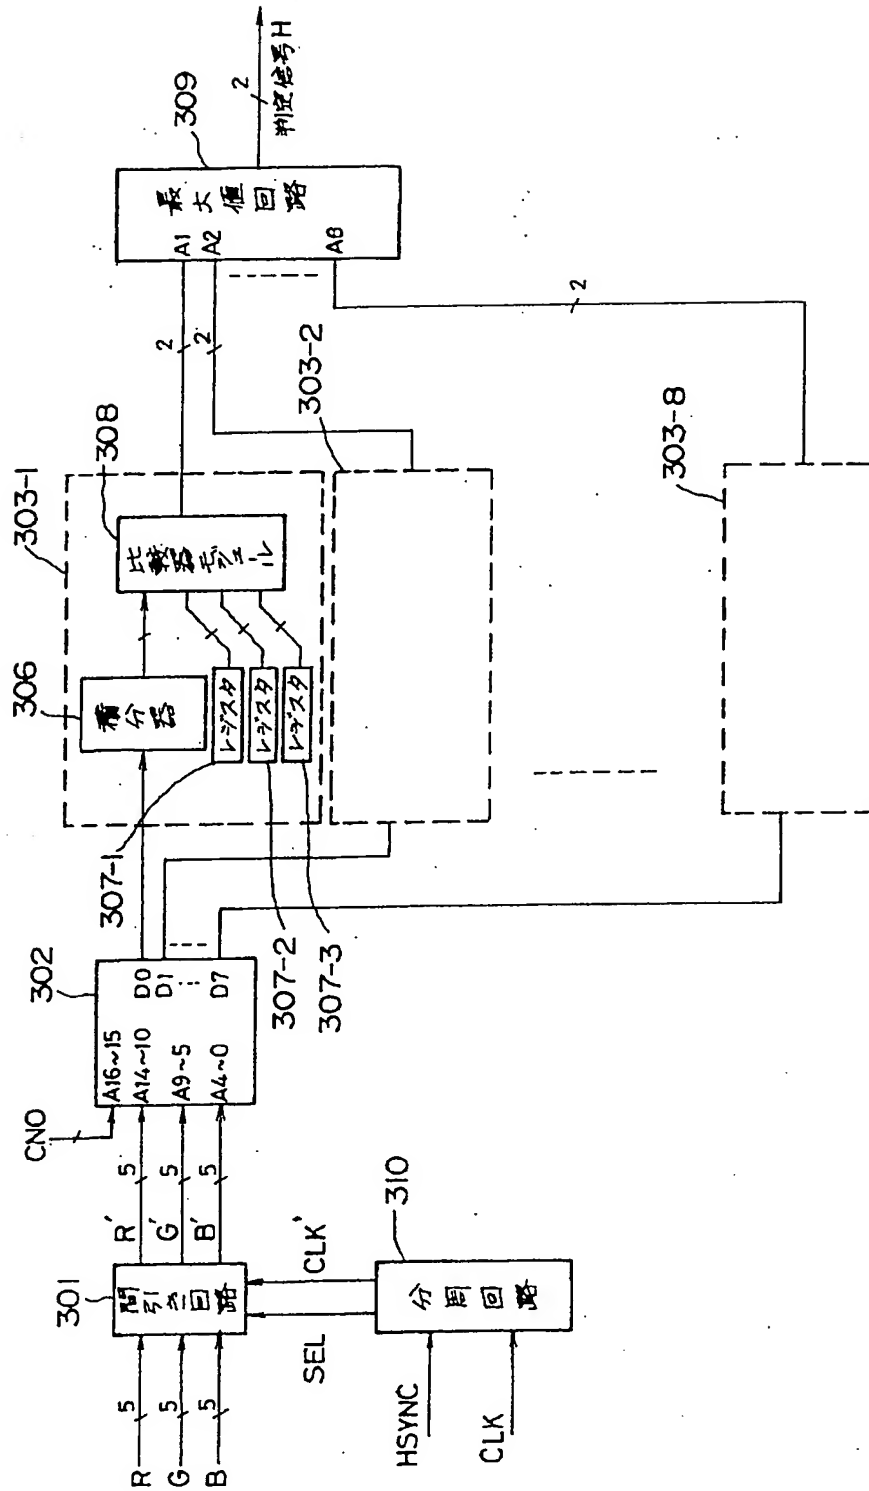 R
G
B
5
5
5
301
間引き回路
R'
G'
B'
5
5
5
SEL
CLK'
HSYNC
CLK
分周回路
310
CNO
302
A16~15
A14~10
A9~5
A4~0
D0
D1
D7
303-1
306
積分器
307-1
レジスタ
307-2
レジスタ
307-3
レジスタ
308
比較器モジュール
303-2
303-8
2
2
2
309
A1
A2
A8
最大値回路
2
判定信号H